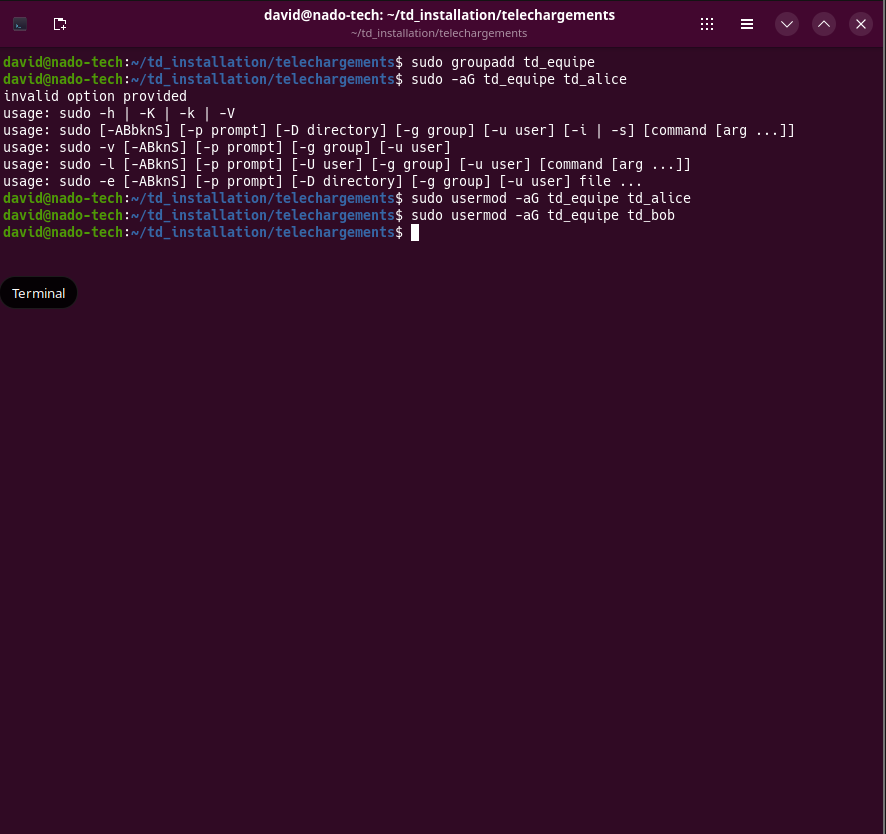 david@nado-tech: ~/td_installation/telechargements
~/td_installation/telechargements
david@nado-tech:~/td_installation/telechargements$ sudo groupadd td_equipe
david@nado-tech:~/td_installation/telechargements$ sudo -aG td_equipe td_alice
invalid option provided
usage: sudo -h | -K | -k | -V
usage: sudo [-ABbknS] [-p prompt] [-D directory] [-g group] [-u user] [-i | -s] [command [arg ...]]
usage: sudo -v [-ABknS] [-p prompt] [-g group] [-u user]
usage: sudo -l [-ABknS] [-p prompt] [-U user] [-g group] [-u user] [command [arg ...]]
usage: sudo -e [-ABknS] [-p prompt] [-D directory] [-g group] [-u user] file ...
david@nado-tech:~/td_installation/telechargements$ sudo usermod -aG td_equipe td_alice
david@nado-tech:~/td_installation/telechargements$ sudo usermod -aG td_equipe td_bob
david@nado-tech:~/td_installation/telechargements$
Terminal